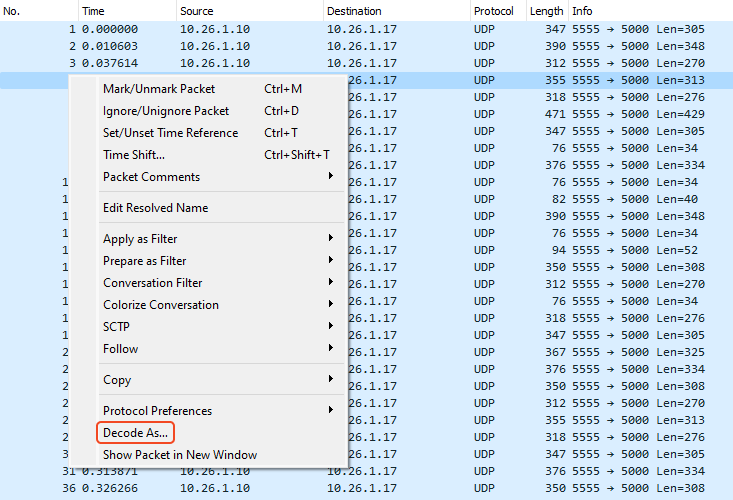 No. Time Source Destination Protocol Length Info
1 0.000000 10.26.1.10 10.26.1.17 UDP 347 5555 → 5000 Len=305
2 0.010603 10.26.1.10 10.26.1.17 UDP 390 5555 → 5000 Len=348
3 0.037614 10.26.1.10 10.26.1.17 UDP 312 5555 → 5000 Len=270
.26.1.17 UDP 355 5555 → 5000 Len=313
Mark/Unmark Packet Ctrl+M
.26.1.17 UDP 318 5555 → 5000 Len=276
Ignore/Unignore Packet Ctrl+D
.26.1.17 UDP 471 5555 → 5000 Len=429
Set/Unset Time Reference Ctrl+T
.26.1.17 UDP 347 5555 → 5000 Len=305
Time Shift... Ctrl+Shift+T
.26.1.17 UDP 76 5555 → 5000 Len=34
.26.1.17 UDP 376 5555 → 5000 Len=334
Packet Comments
1 .26.1.17 UDP 76 5555 → 5000 Len=34
1 .26.1.17 UDP 82 5555 → 5000 Len=40
Edit Resolved Name
1 .26.1.17 UDP 390 5555 → 5000 Len=348
1 .26.1.17 UDP 76 5555 → 5000 Len=34
Apply as Filter
1 .26.1.17 UDP 94 5555 → 5000 Len=52
Prepare as Filter
1 .26.1.17 UDP 350 5555 → 5000 Len=308
Conversation Filter
1 .26.1.17 UDP 312 5555 → 5000 Len=270
Colorize Conversation
1 .26.1.17 UDP 76 5555 → 5000 Len=34
1 .26.1.17 UDP 318 5555 → 5000 Len=276
SCTP
1 .26.1.17 UDP 347 5555 → 5000 Len=305
Follow
2 .26.1.17 UDP 367 5555 → 5000 Len=325
2 .26.1.17 UDP 376 5555 → 5000 Len=334
Copy
2 .26.1.17 UDP 350 5555 → 5000 Len=308
2 .26.1.17 UDP 312 5555 → 5000 Len=270
Protocol Preferences
2 .26.1.17 UDP 355 5555 → 5000 Len=313
Decode As...
2 .26.1.17 UDP 318 5555 → 5000 Len=276
Show Packet in New Window
3 .26.1.17 UDP 347 5555 → 5000 Len=305
31 0.313871 10.26.1.10 10.26.1.17 UDP 376 5555 → 5000 Len=334
36 0.326266 10.26.1.10 10.26.1.17 UDP 350 5555 → 5000 Len=308